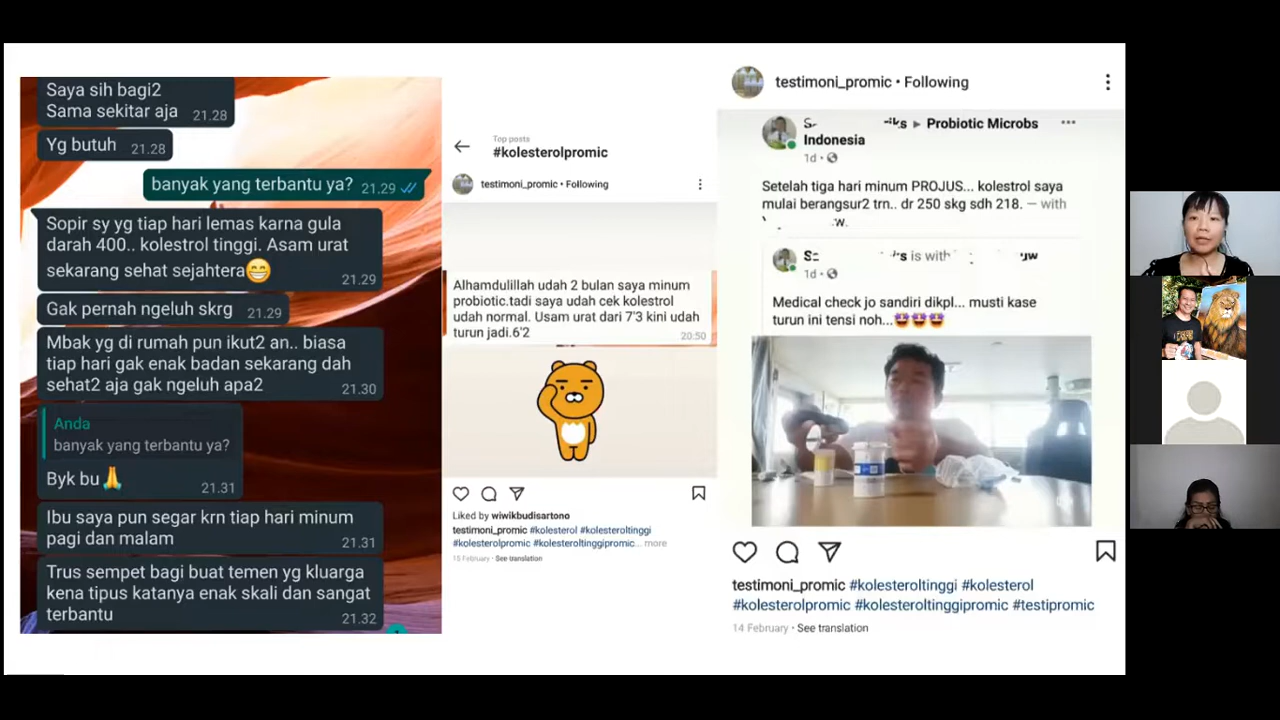 Saya sih bagi2
Sama sekitar aja 21.28
Yg butuh 21.28
banyak yang terbantu ya? 21.29
Sopir sy yg tiap hari lemas karna gula
darah 400.. kolestrol tinggi. Asam urat
sekarang sehat sejahtera😁 21.29
Gak pernah ngeluh skrg 21.29
Mbak yg di rumah pun ikut2 an.. biasa
tiap hari gak enak badan sekarang dah
sehat2 aja gak ngeluh apa2 21.30
Anda
banyak yang terbantu ya?
Byk bu🙏 21.31
Ibu saya pun segar krn tiap hari minum
pagi dan malam 21.31
Trus sempet bagi buat temen yg kluarga
kena tipus katanya enak skali dan sangat
terbantu 21.32
Top posts
#kolesterolpromic
testimoni_promic • Following
Alhamdulillah udah 2 bulan saya minum
probiotic.tadi saya udah cek kolestrol
udah normal. Usam urat dari 7'3 kini udah
turun jadi.6'2 20:50
Liked by wiwikbudisartono
testimoni_promic #kolesterol #kolesteroltinggi
#kolesterolpromic #kolesteroltinggipromic... more
15 February • See translation
testimoni_promic • Following
▸ Probiotic Microbs
Indonesia
1d •
Setelah tiga hari minum PROJUS... kolestrol saya
mulai berangsur2 trn.. dr 250 skg sdh 218. — with
is with
1d •
Medical check jo sandiri dikpl... musti kase
turun ini tensi noh...🤩🤩🤩
testimoni_promic #kolesteroltinggi #kolesterol
#kolesterolpromic #kolesteroltinggipromic #testipromic
14 February • See translation